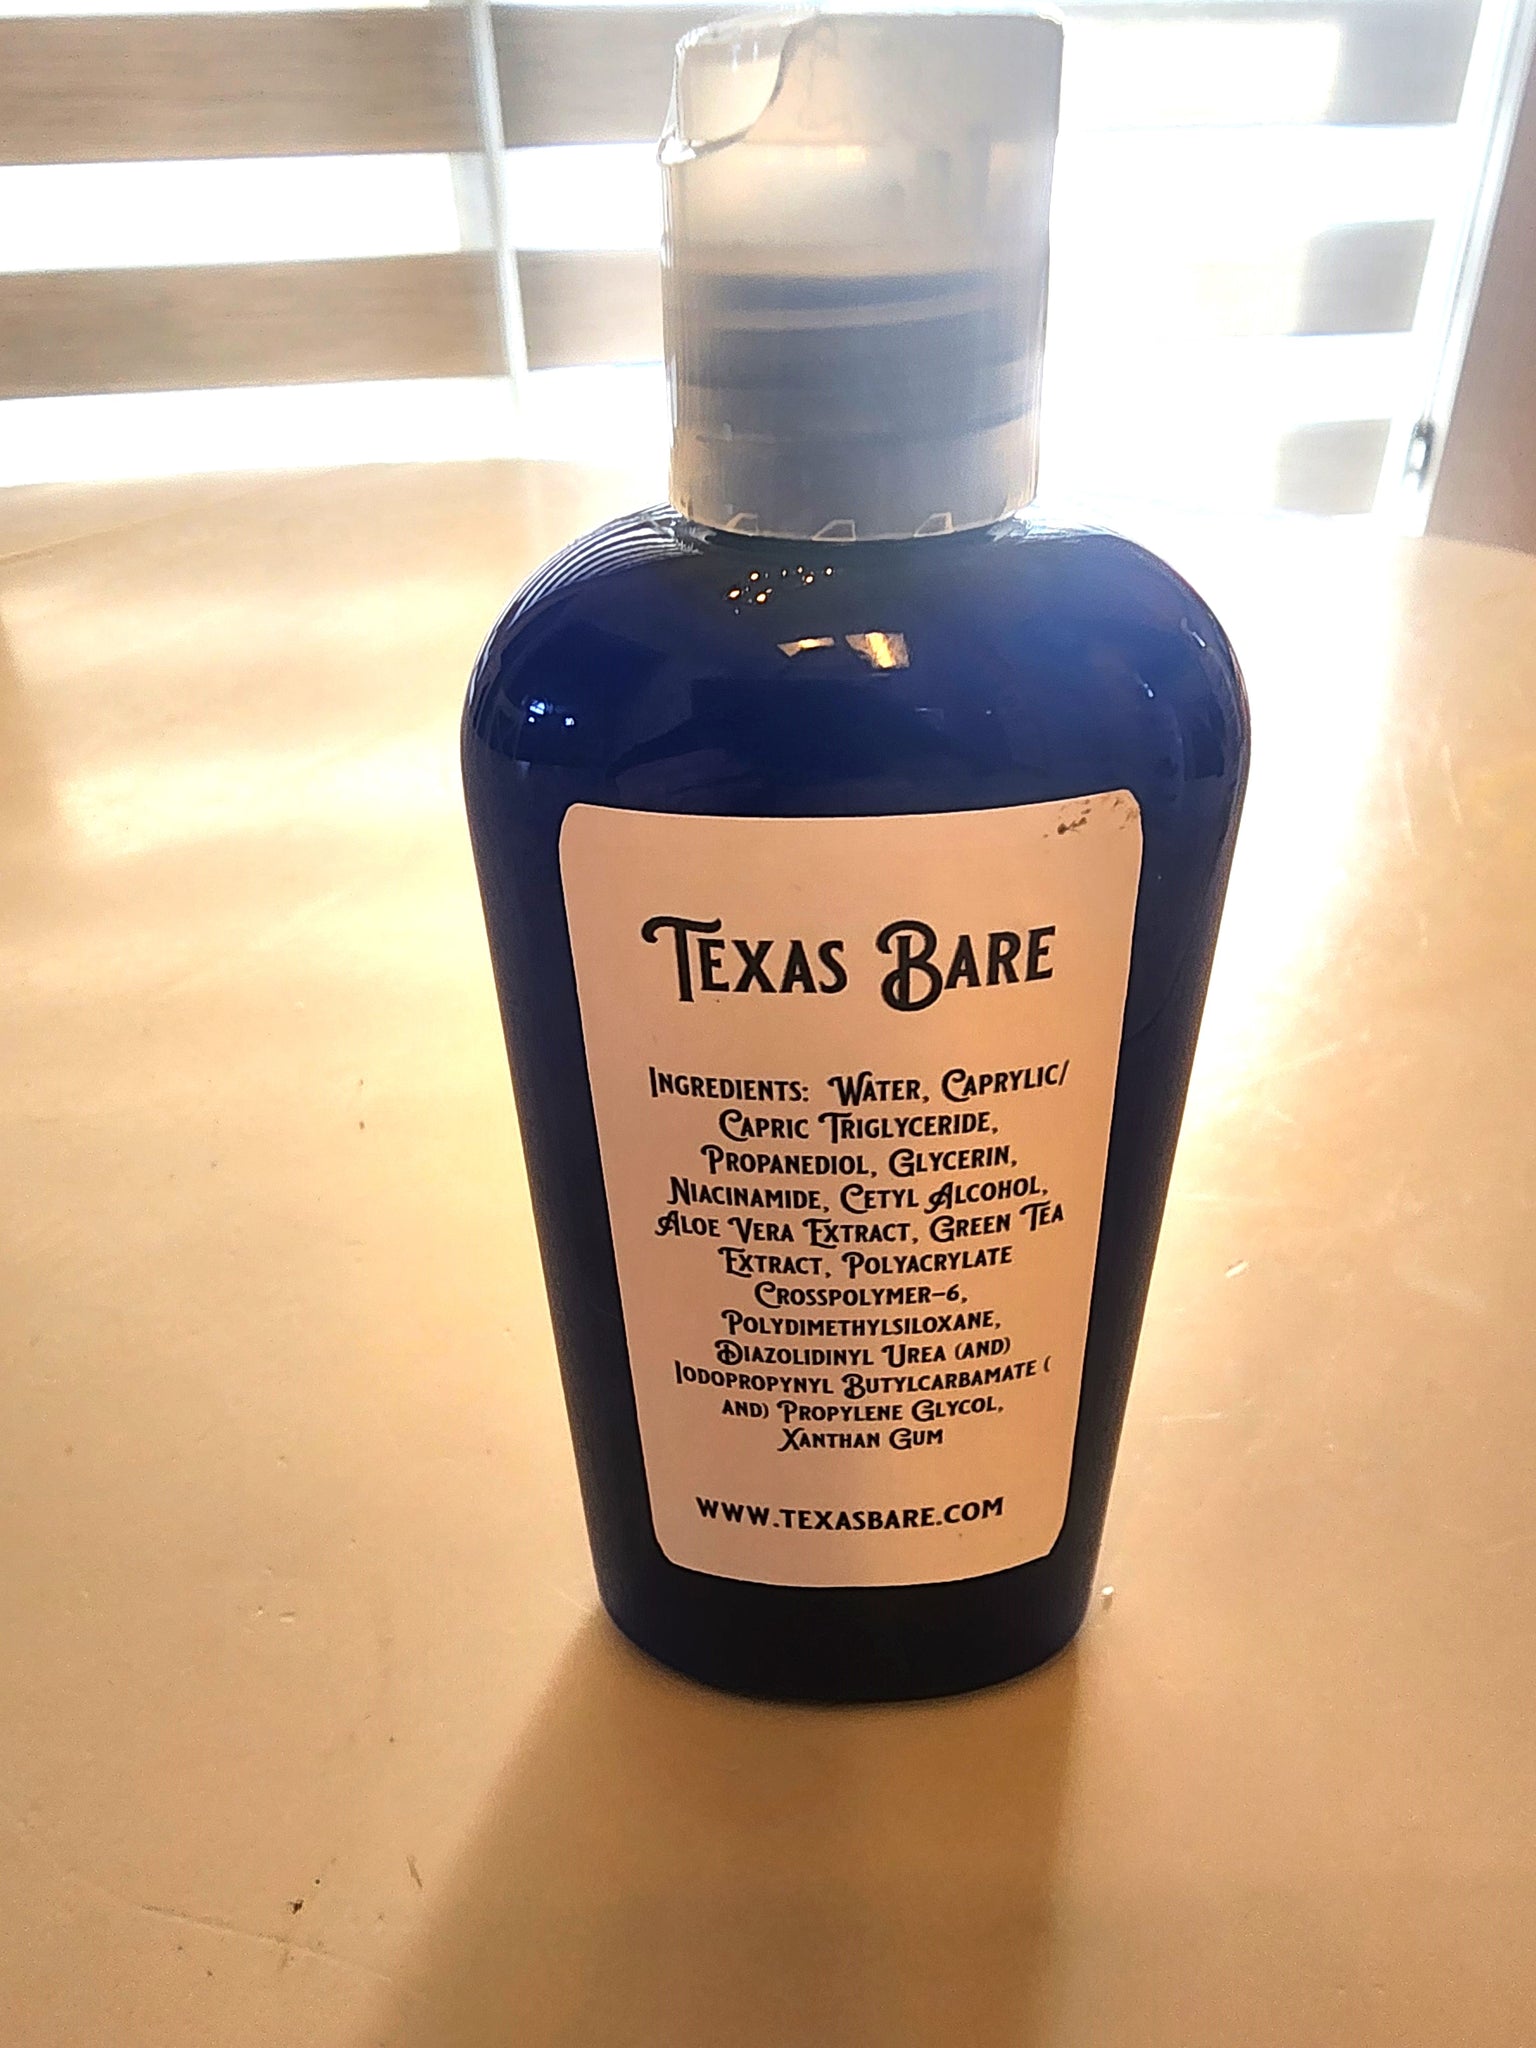 Texas Bare
Ingredients: Water, Caprylic/
Capric Triglyceride,
Propanediol, Glycerin,
Niacinamide, Cetyl Alcohol,
Aloe Vera Extract, Green Tea
Extract, Polyacrylate
Crosspolymer-6,
Polydimethylsiloxane,
Diazolidinyl Urea (and)
Iodopropynyl Butylcarbamate (
and) Propylene Glycol,
Xanthan Gum
www.texasbare.com